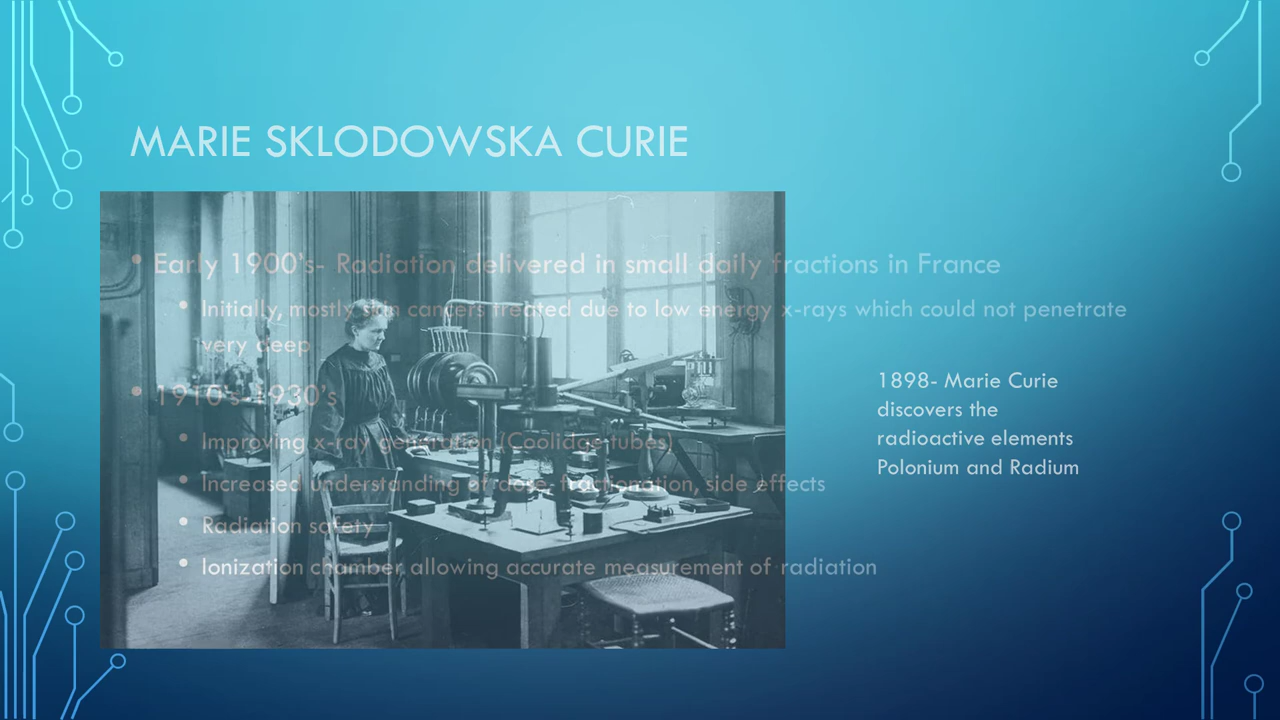 MARIE SKLODOWSKA CURIE
• Early 1900's- Radiation delivered in small daily fractions in France
• Initially, mostly skin cancers treated due to low energy x-rays which could not penetrate
very deep
• 1910's-1930's
• Improving x-ray generation (Coolidge tubes)
• Increased understanding of dose, fractionation, side effects
• Radiation safety
• Ionization chamber allowing accurate measurement of radiation
1898- Marie Curie
discovers the
radioactive elements
Polonium and Radium